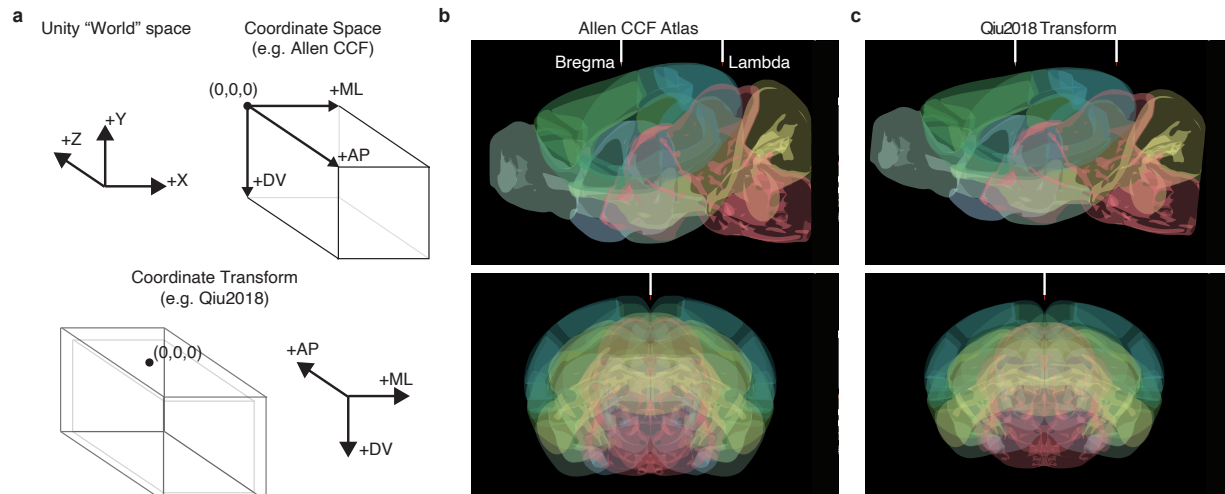 a
Unity “World” space
Coordinate Space
(e.g. Allen CCF)
(0,0,0)
+ML
+Y
+Z
+X
+AP
+DV
Coordinate Transform
(e.g. Qiu2018)
(0,0,0)
+AP
+ML
+DV
b
Allen CCF Atlas
Bregma
Lambda
c
Qiu2018 Transform